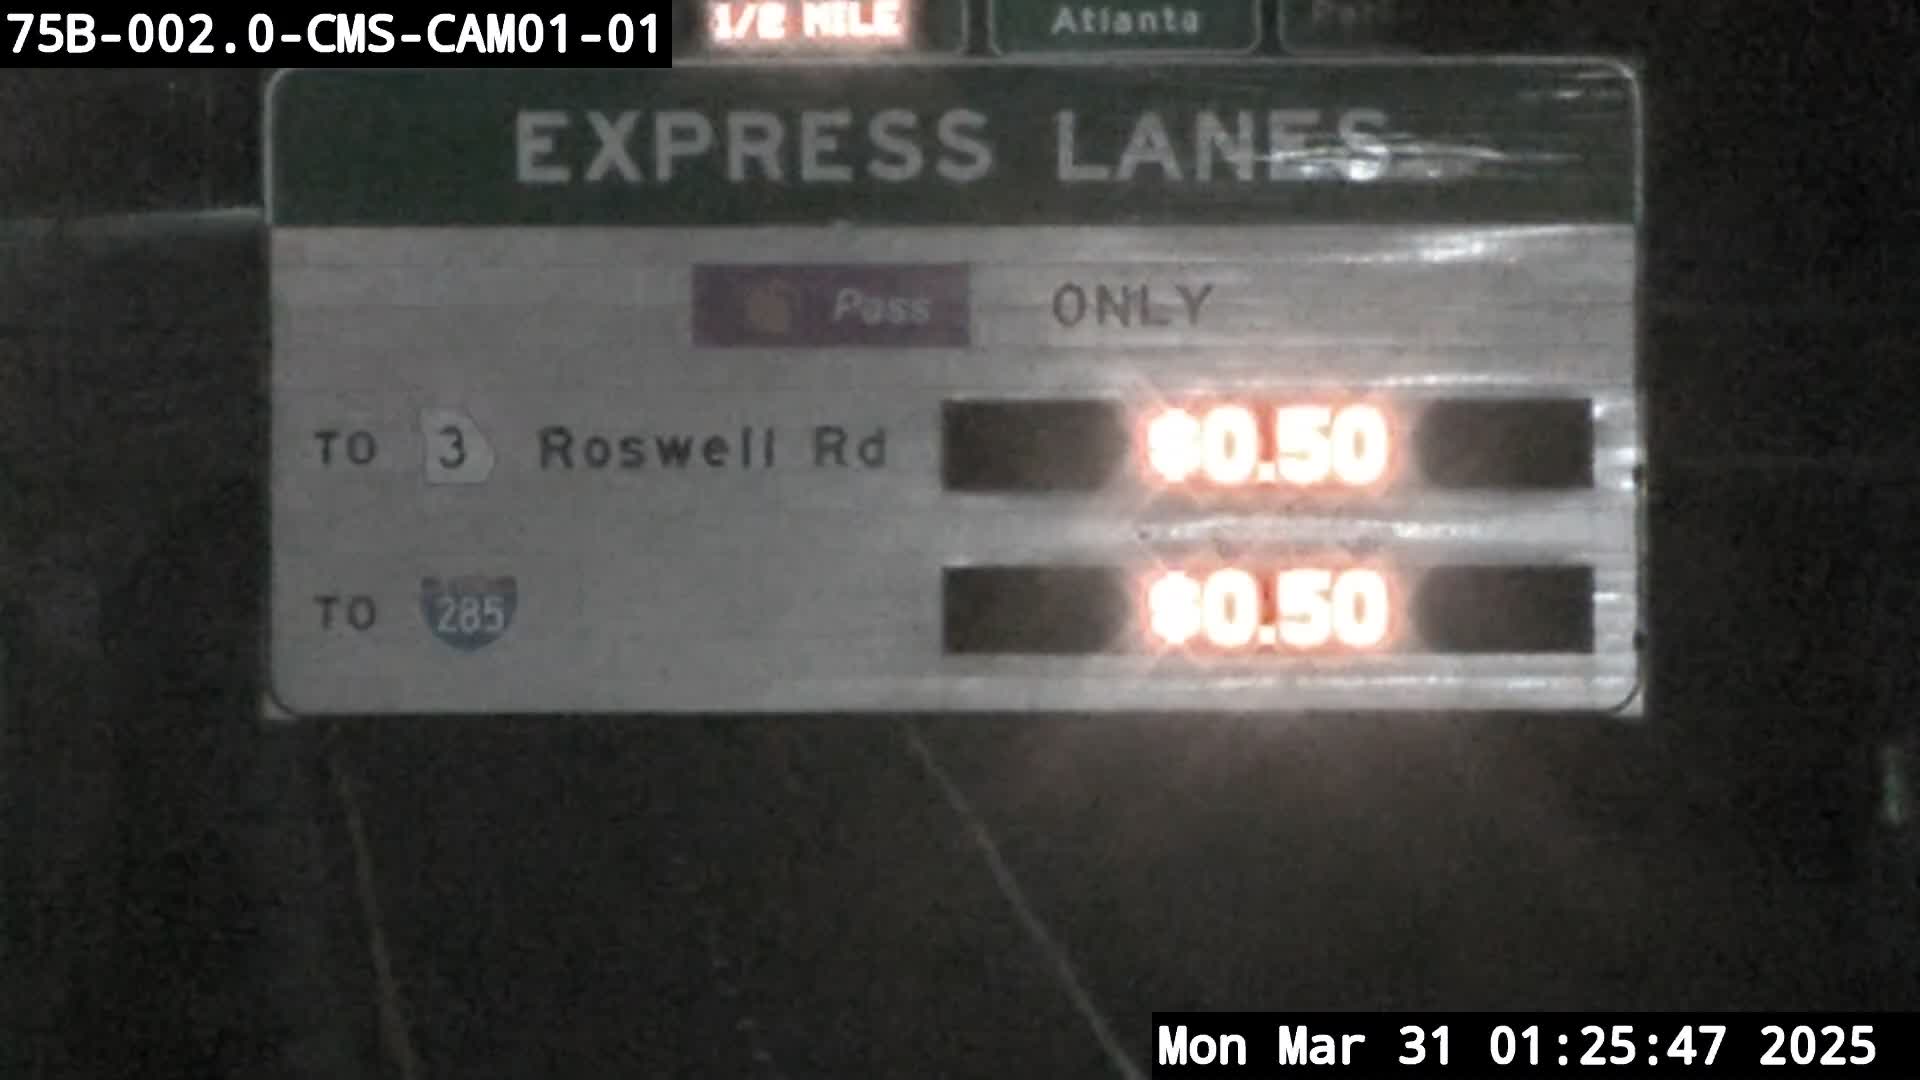 75B-002.0-CMS-CAM01-01
1/2 MILE
Atlanta
EXPRESS LANES
Pass ONLY
TO 3 Roswell Rd $0.50
TO 285 $0.50
Mon Mar 31 01:25:47 2025